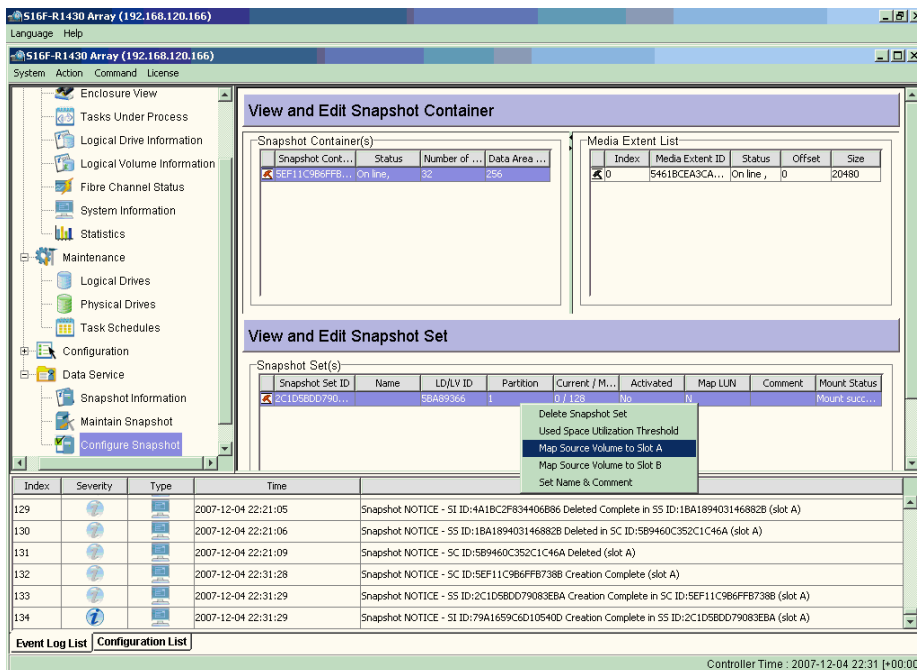 S16F-R1430 Array (192.168.120.166)
Language Help
S16F-R1430 Array (192.168.120.166)
System Action Command License
Enclosure View
Tasks Under Process
Logical Drive Information
Logical Volume Information
Fibre Channel Status
System Information
Statistics
Maintenance
Logical Drives
Physical Drives
Task Schedules
Configuration
Data Service
Snapshot Information
Maintain Snapshot
Configure Snapshot
View and Edit Snapshot Container
Snapshot Container(s)
Snapshot Cont... Status Number of ... Data Area ...
5EF11C9B6FFB... On line, 32 256
Media Extent List
Index Media Extent ID Status Offset Size
0 5461BCEA3CA... On line , 0 20480
View and Edit Snapshot Set
Snapshot Set(s)
Snapshot Set ID Name LD/LV ID Partition Current / M... Activated Map LUN Comment Mount Status
2C1D5BDD790... 5BA89366 1 0 / 128 No N Mount succ...
Delete Snapshot Set
Used Space Utilization Threshold
Map Source Volume to Slot A
Map Source Volume to Slot B
Set Name & Comment
Index Severity Type Time
129 2007-12-04 22:21:05 Snapshot NOTICE - SI ID:4A1BC2F834406B86 Deleted Complete in SS ID:1BA189403146882B (slot A)
130 2007-12-04 22:21:06 Snapshot NOTICE - SS ID:1BA189403146882B Deleted in SC ID:5B9460C352C1C46A (slot A)
131 2007-12-04 22:21:09 Snapshot NOTICE - SC ID:5B9460C352C1C46A Deleted (slot A)
132 2007-12-04 22:31:28 Snapshot NOTICE - SC ID:5EF11C9B6FFB738B Creation Complete (slot A)
133 2007-12-04 22:31:29 Snapshot NOTICE - SS ID:2C1D5BDD79083EBA Creation Complete in SC ID:5EF11C9B6FFB738B (slot A)
134 2007-12-04 22:31:29 Snapshot NOTICE - SI ID:79A1659C6D10540D Creation Complete in SS ID:2C1D5BDD79083EBA (slot A)
Event Log List Configuration List
Controller Time : 2007-12-04 22:31 [+00:00